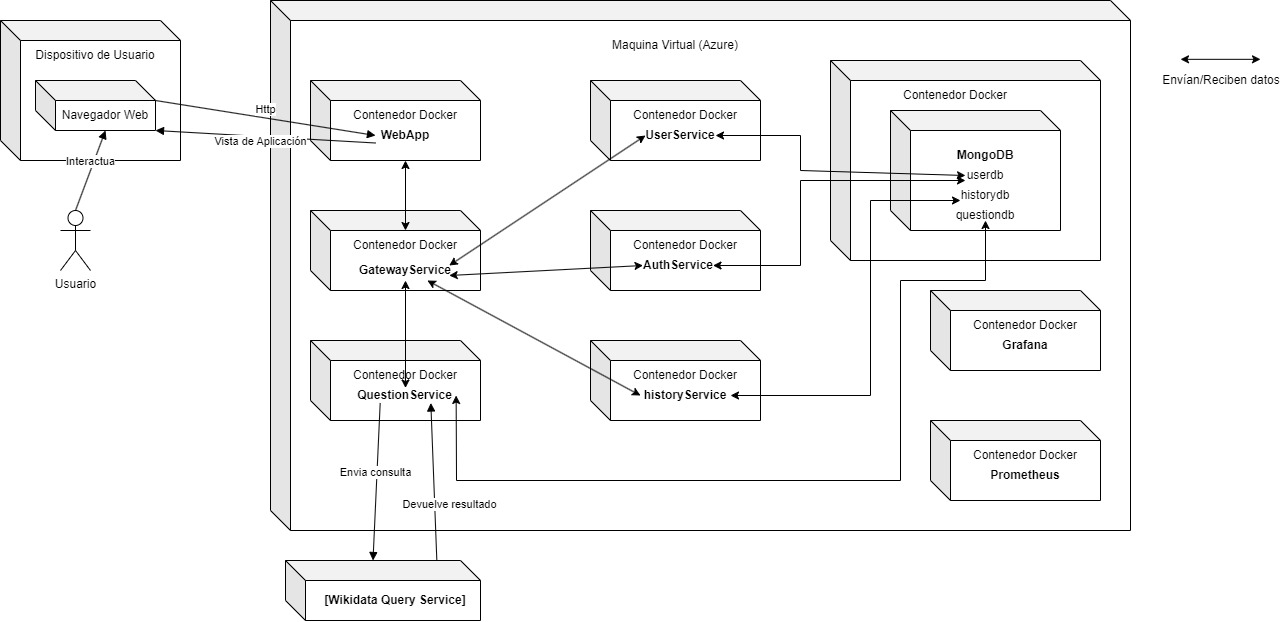 Maquina Virtual (Azure)
Dispositivo de Usuario
Navegador Web
Http
Vista de Aplicación
Interactua
Usuario
Contenedor Docker
WebApp
Contenedor Docker
GatewayService
Contenedor Docker
QuestionService
Contenedor Docker
UserService
Contenedor Docker
AuthService
Contenedor Docker
historyService
Contenedor Docker
MongoDB
userdb
historydb
questiondb
Contenedor Docker
Grafana
Contenedor Docker
Prometheus
Envia consulta
Devuelve resultado
[Wikidata Query Service]
Envían/Reciben datos